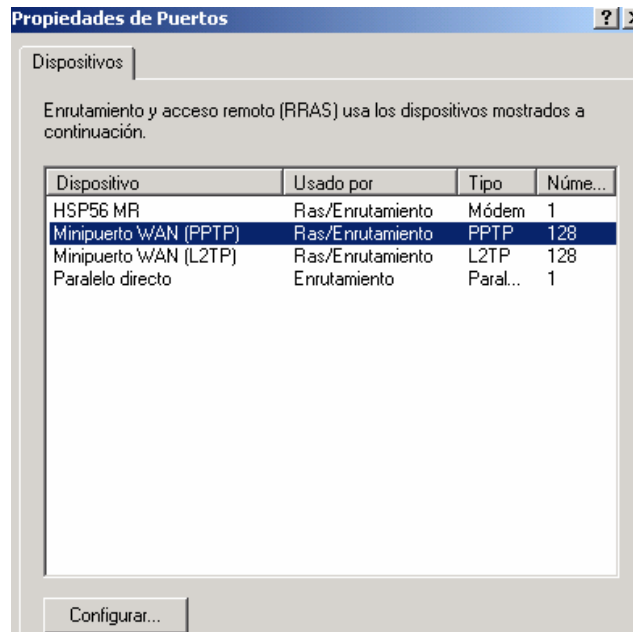 Propiedades de Puertos
Dispositivos
Enrutamiento y acceso remoto (RRAS) usa los dispositivos mostrados a
continuación.
Dispositivo Usado por Tipo Núme...
HSP56 MR Ras/Enrutamiento Módem 1
Minipuerto WAN (PPTP) Ras/Enrutamiento PPTP 128
Minipuerto WAN (L2TP) Ras/Enrutamiento L2TP 128
Paralelo directo Enrutamiento Paral... 1
Configurar...